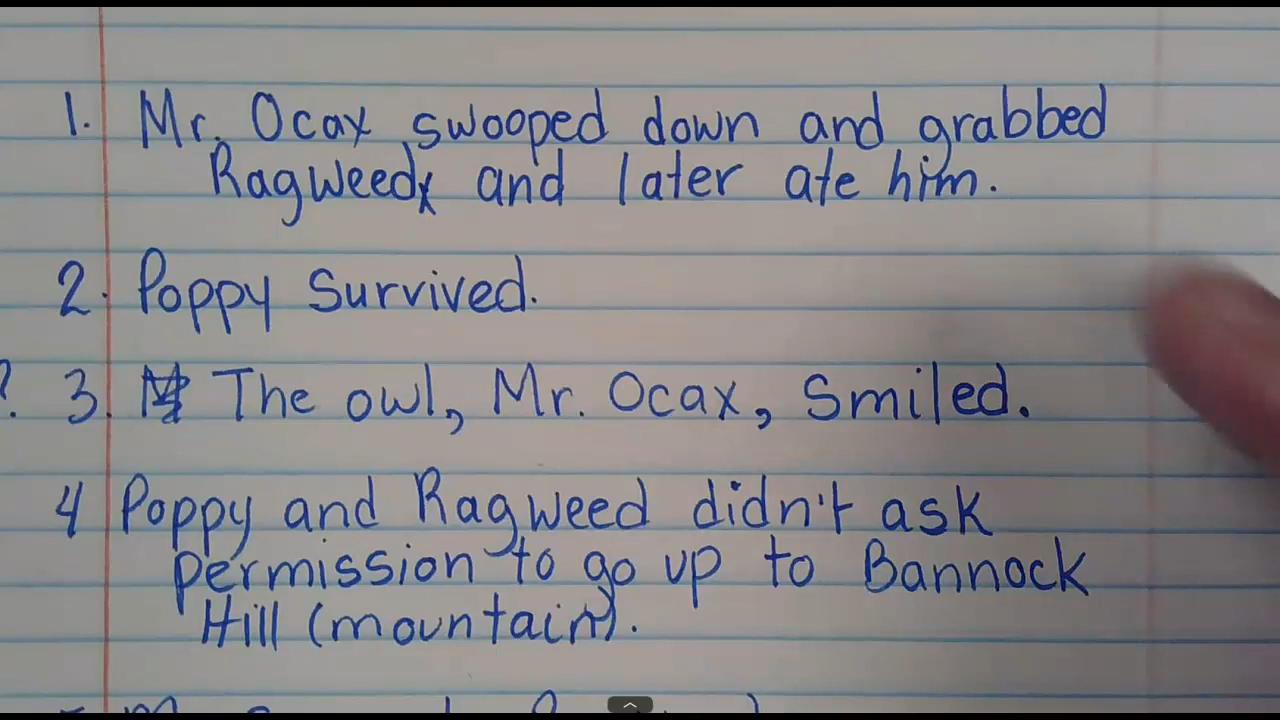 1. Mr. Ocax swooped down and grabbed
Ragweed and later ate him.
2. Poppy Survived.
? 3. The owl, Mr. Ocax, Smiled.
4 Poppy and Ragweed didn't ask
permission to go up to Bannock
Hill (mountain).